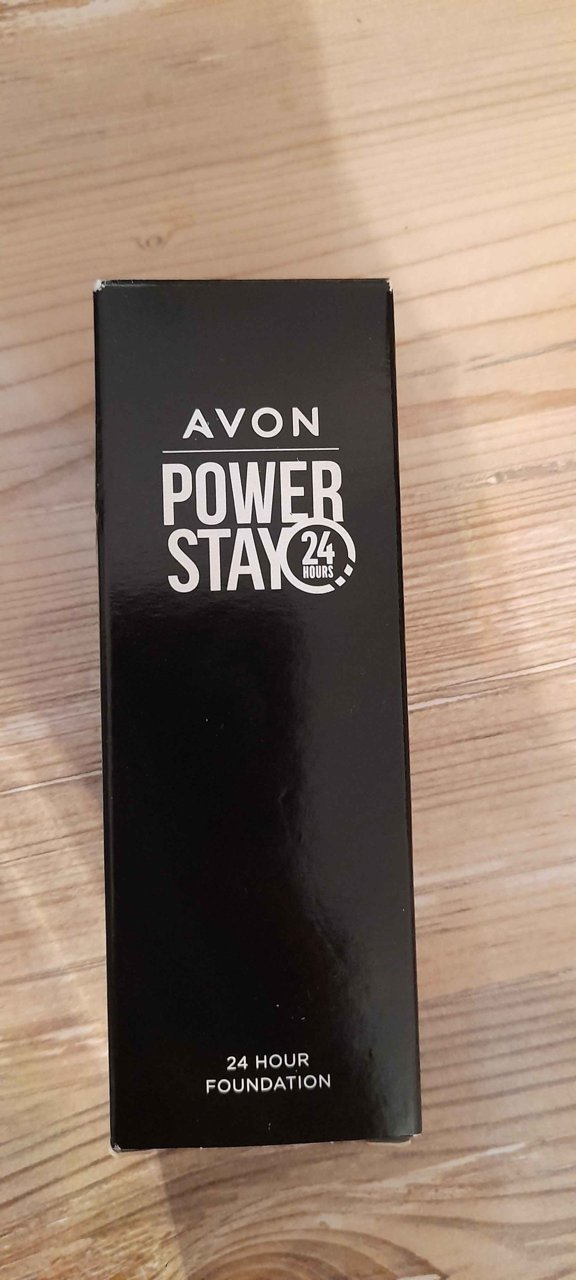 AVON
POWER
STAY
24
HOURS
24 HOUR
FOUNDATION